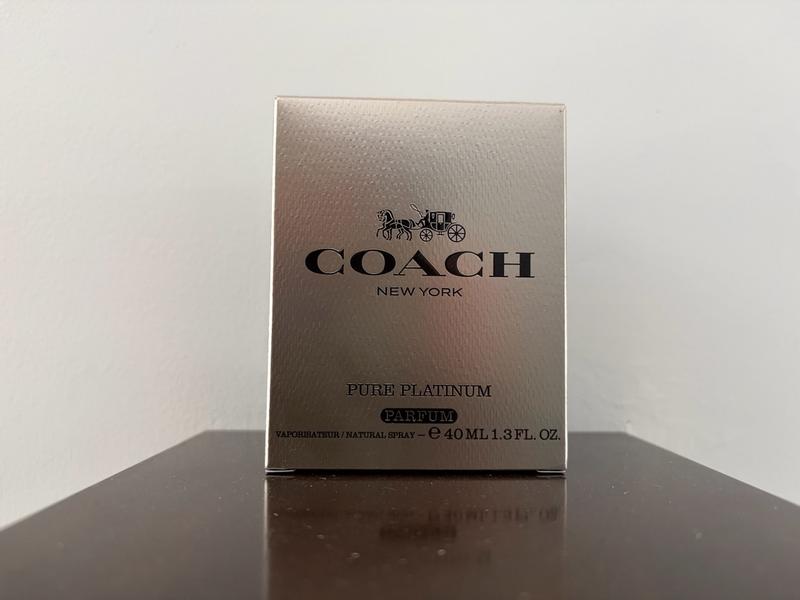 COACH
NEW YORK
PURE PLATINUM
PARFUM
VAPORISATEUR / NATURAL SPRAY – ℮ 40 ML 1.3 FL. OZ.